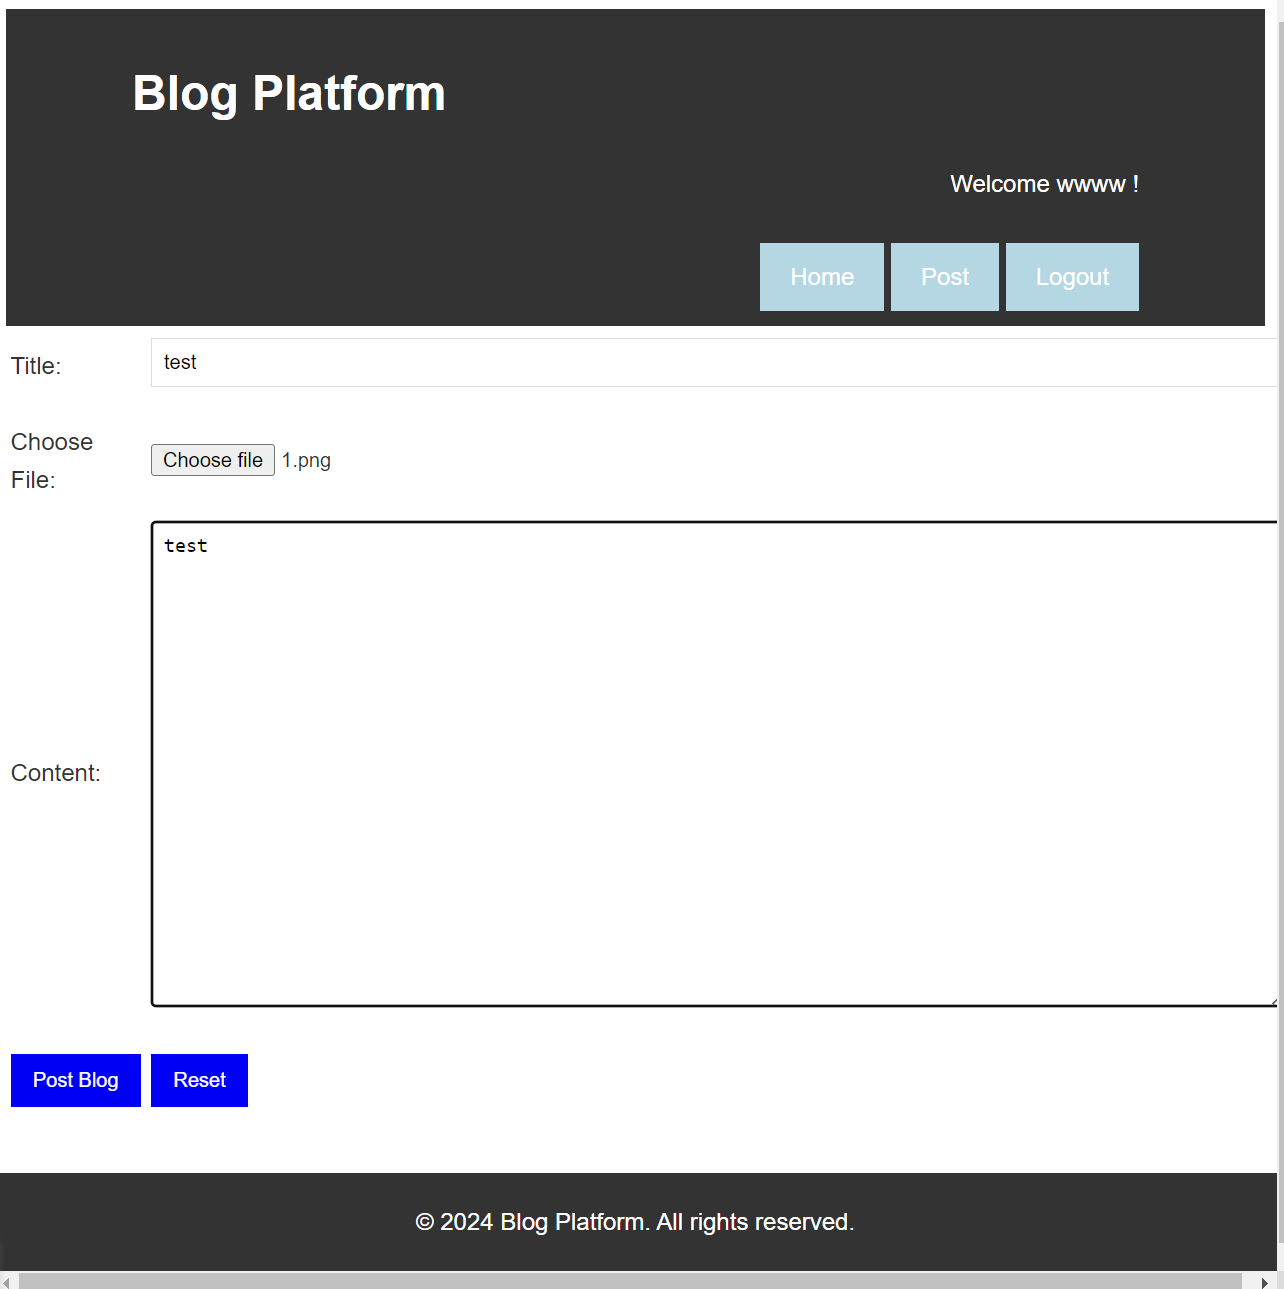 Blog Platform
Welcome wwww !
Home Post Logout
Title: test
Choose
File:
Choose file 1.png
Content:
test
Post Blog Reset
© 2024 Blog Platform. All rights reserved.